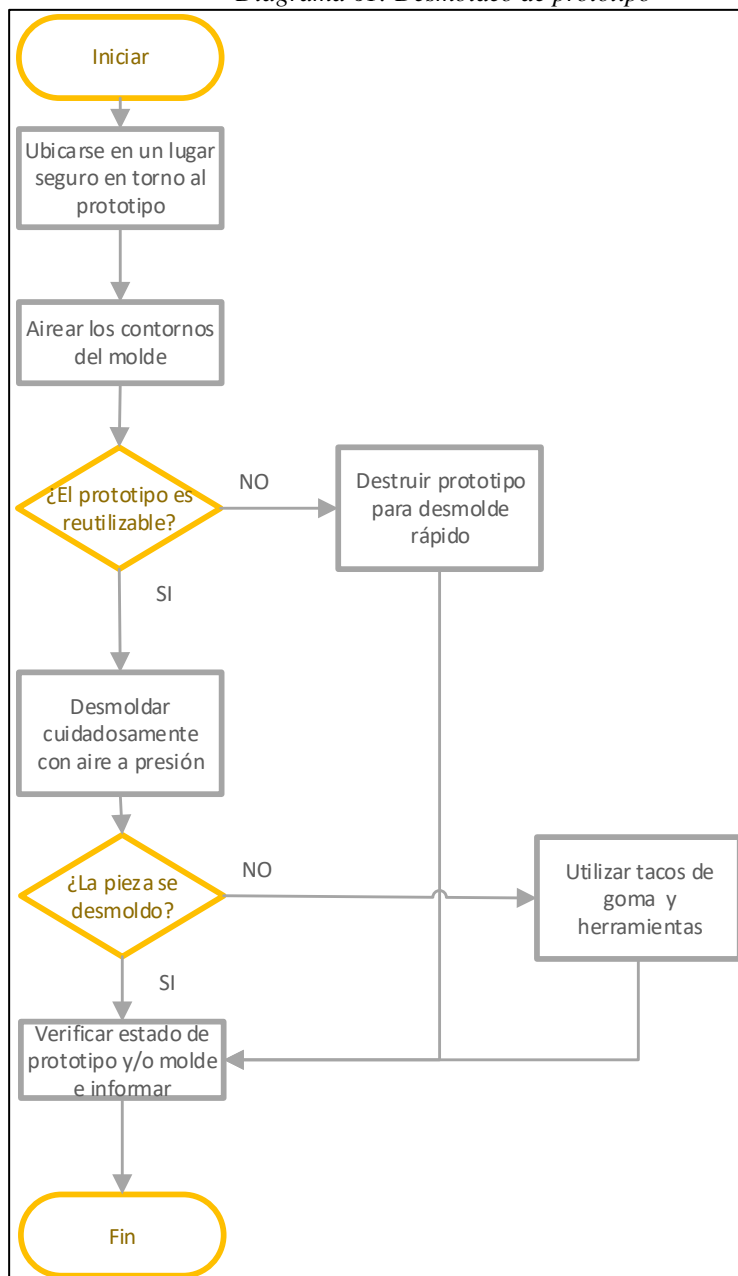 Iniciar
Ubicarse en un lugar
seguro en torno al
prototipo
Airear los contornos
del molde
¿El prototipo es
reutilizable?
NO
Destruir prototipo
para desmolde
rápido
SI
Desmoldar
cuidadosamente
con aire a presión
¿La pieza se
desmoldo?
NO
Utilizar tacos de
goma y
herramientas
SI
Verificar estado de
prototipo y/o molde
e informar
Fin